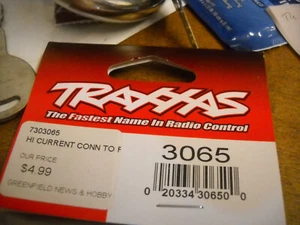 TRAXXAS
The Fastest Name In Radio Control
7303065
HI CURRENT CONN TO
OUR PRICE
$4.99
GREENFIELD NEWS & HOBBY
3065
0 20334 30650 0